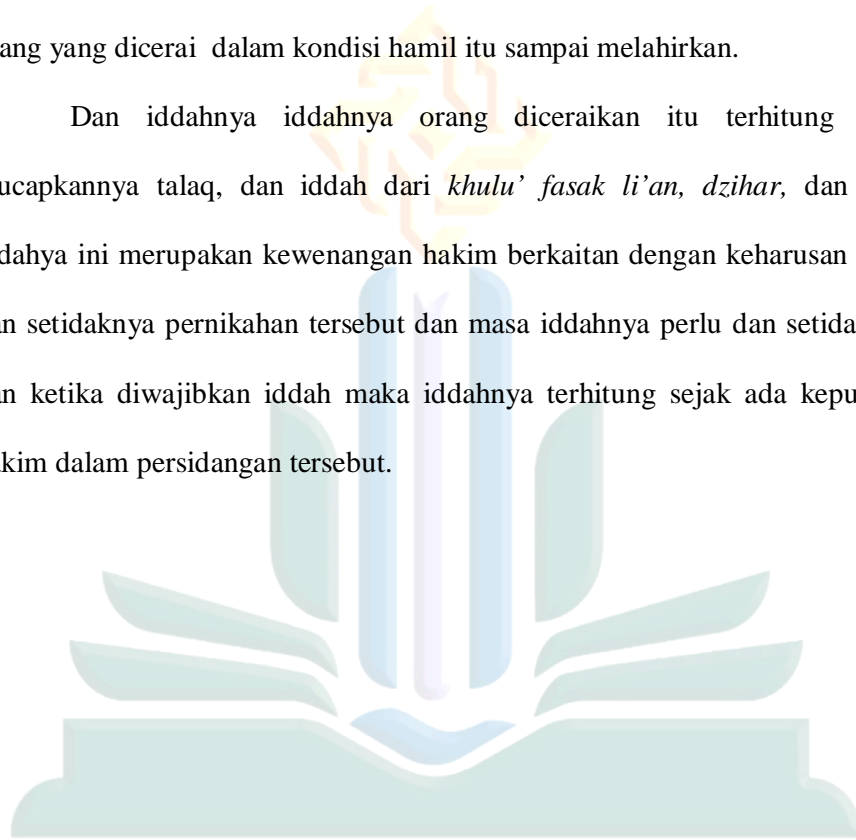 ang yang dicerai dalam kondisi hamil itu sampai melahirkan.
Dan iddahnya iddahnya orang diceraikan itu terhitung
ucapkannya talaq, dan iddah dari khulu’ fasak li’an, dzihar, dan
dahya ini merupakan kewenangan hakim berkaitan dengan keharusan
an setidaknya pernikahan tersebut dan masa iddahnya perlu dan setida
an ketika diwajibkan iddah maka iddahnya terhitung sejak ada kepu
akim dalam persidangan tersebut.